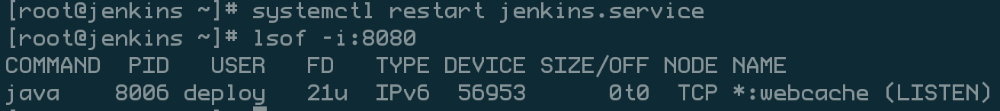 [root@jenkins ~]# systemctl restart jenkins.service
[root@jenkins ~]# lsof -i:8080
COMMAND  PID   USER   FD   TYPE DEVICE SIZE/OFF NODE NAME
java    8006 deploy   21u  IPv6  56953      0t0  TCP *:webcache (LISTEN)